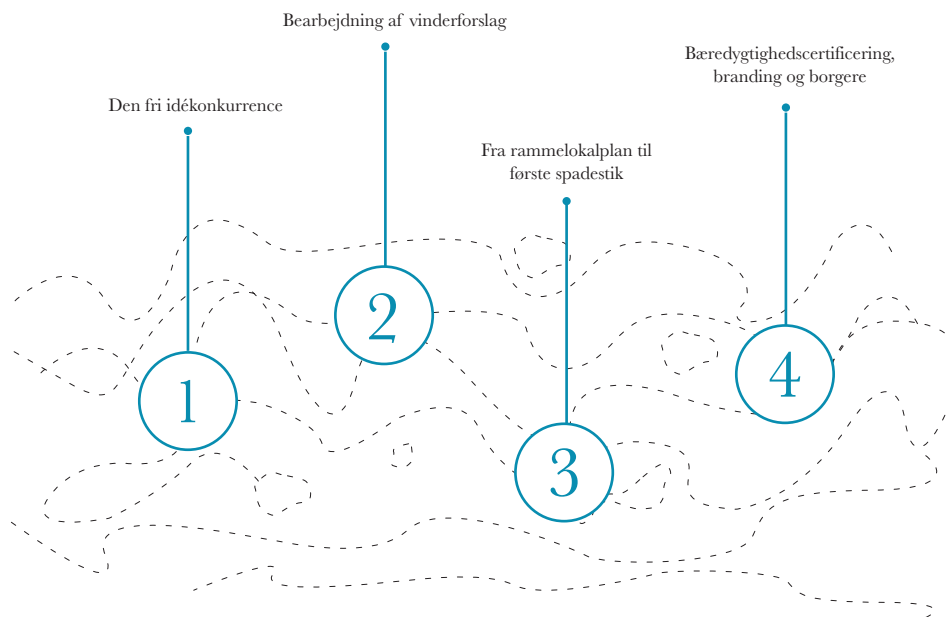 Den fri idékonkurrence
1
Bearbejdning af vinderforslag
2
Fra rammelokalplan til
første spadestik
3
Bæredygtighedscertificering,
branding og borgere
4